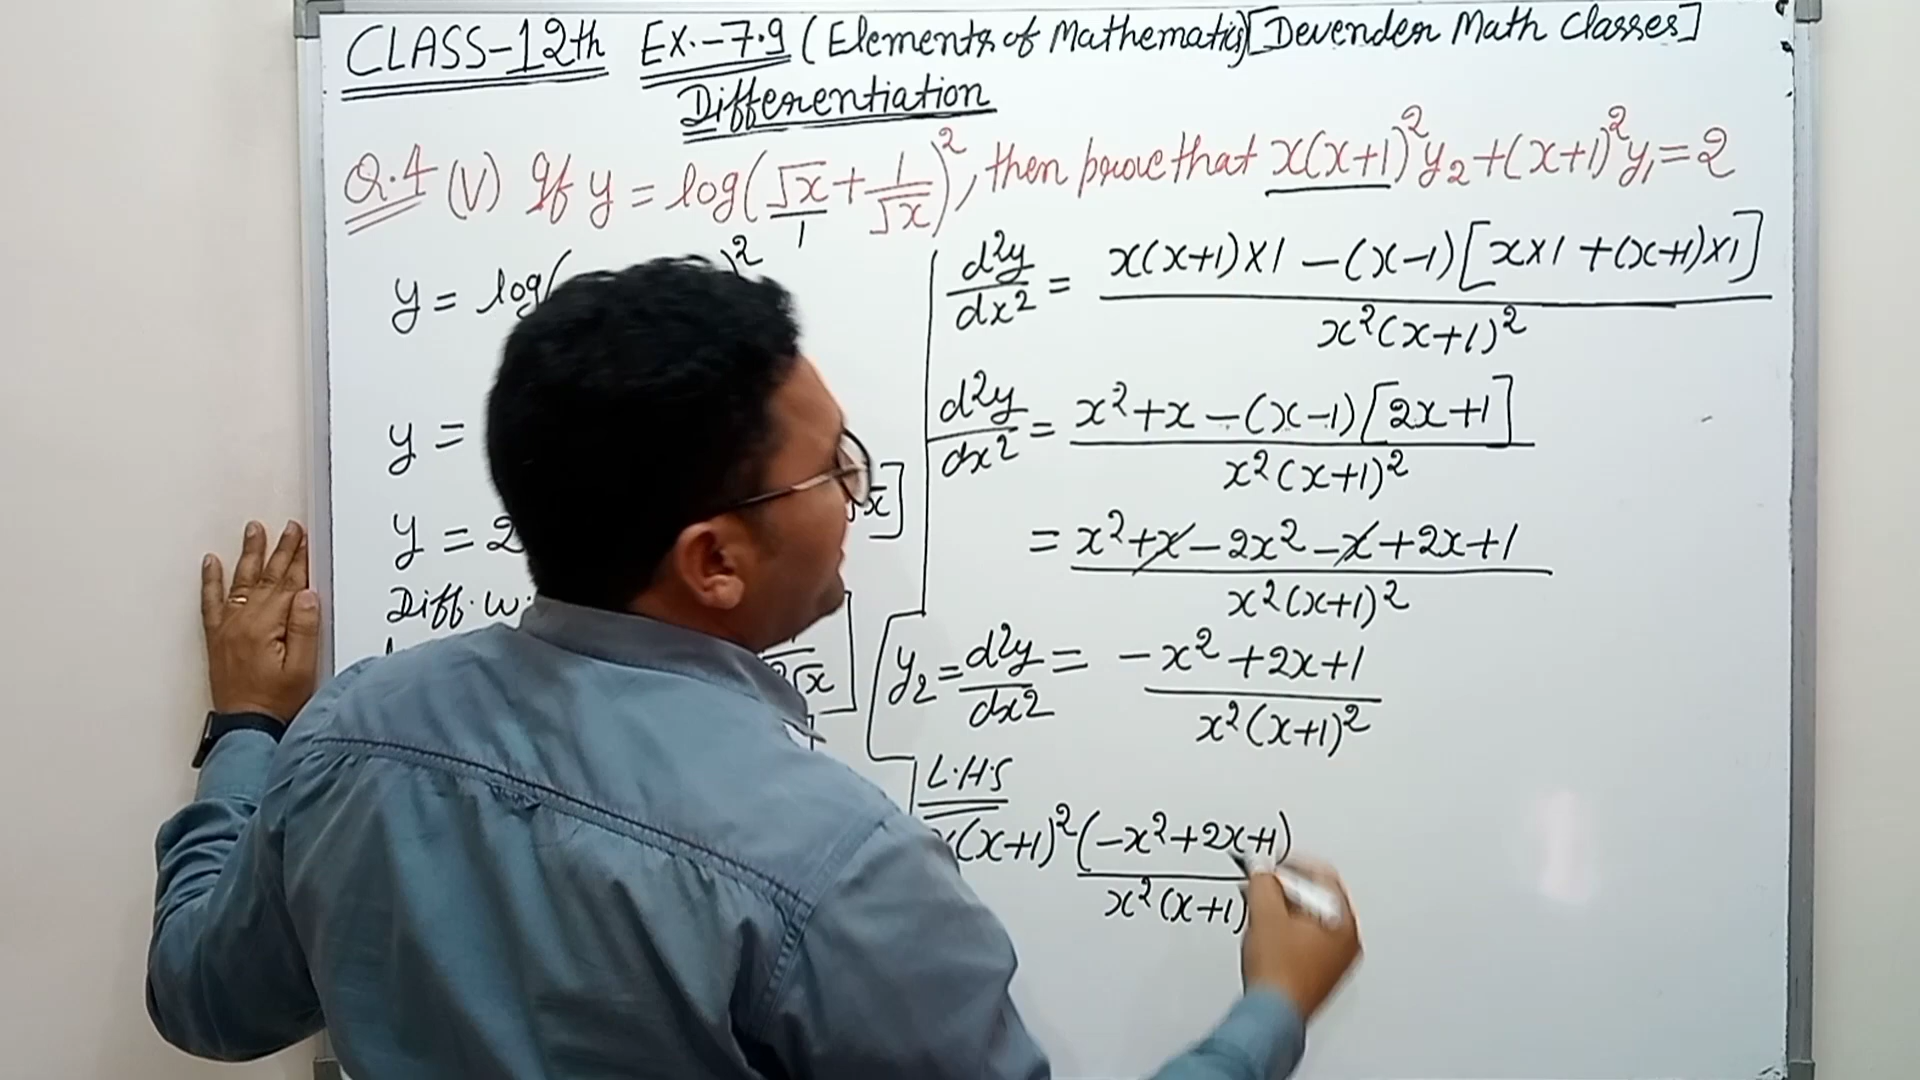 CLASS-12th Ex.-7.9 (Elements of Mathematics) [Devender Math Classes]
Differentiation
Q.4 (V) If y = log(√x/1 + 1/√x)², then prove that x(x+1)²y₂+(x+1)²y₁=2
y = log( )²
y =
√x]
y = 2
Diff. w.
2√x
d²y/dx² = x(x+1)×1 −(x−1)[x×1 +(x+1)×1] / x²(x+1)²
d²y/dx² = x²+x −(x−1)[2x+1] / x²(x+1)²
= x²+x−2x²−x+2x+1 / x²(x+1)²
y₂ = d²y/dx² = −x²+2x+1 / x²(x+1)²
L.H.S
x(x+1)²(−x²+2x+1) / x²(x+1)